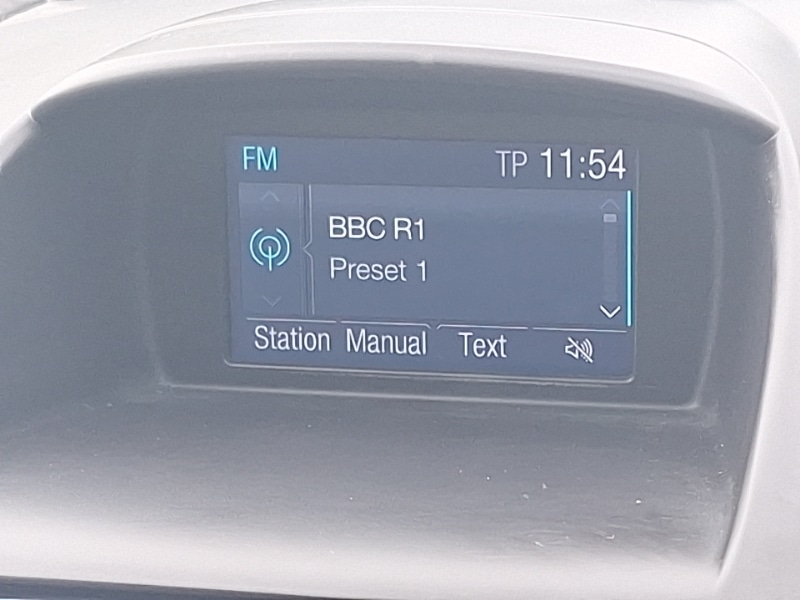 FM TP 11:54
BBC R1
Preset 1
Station Manual Text